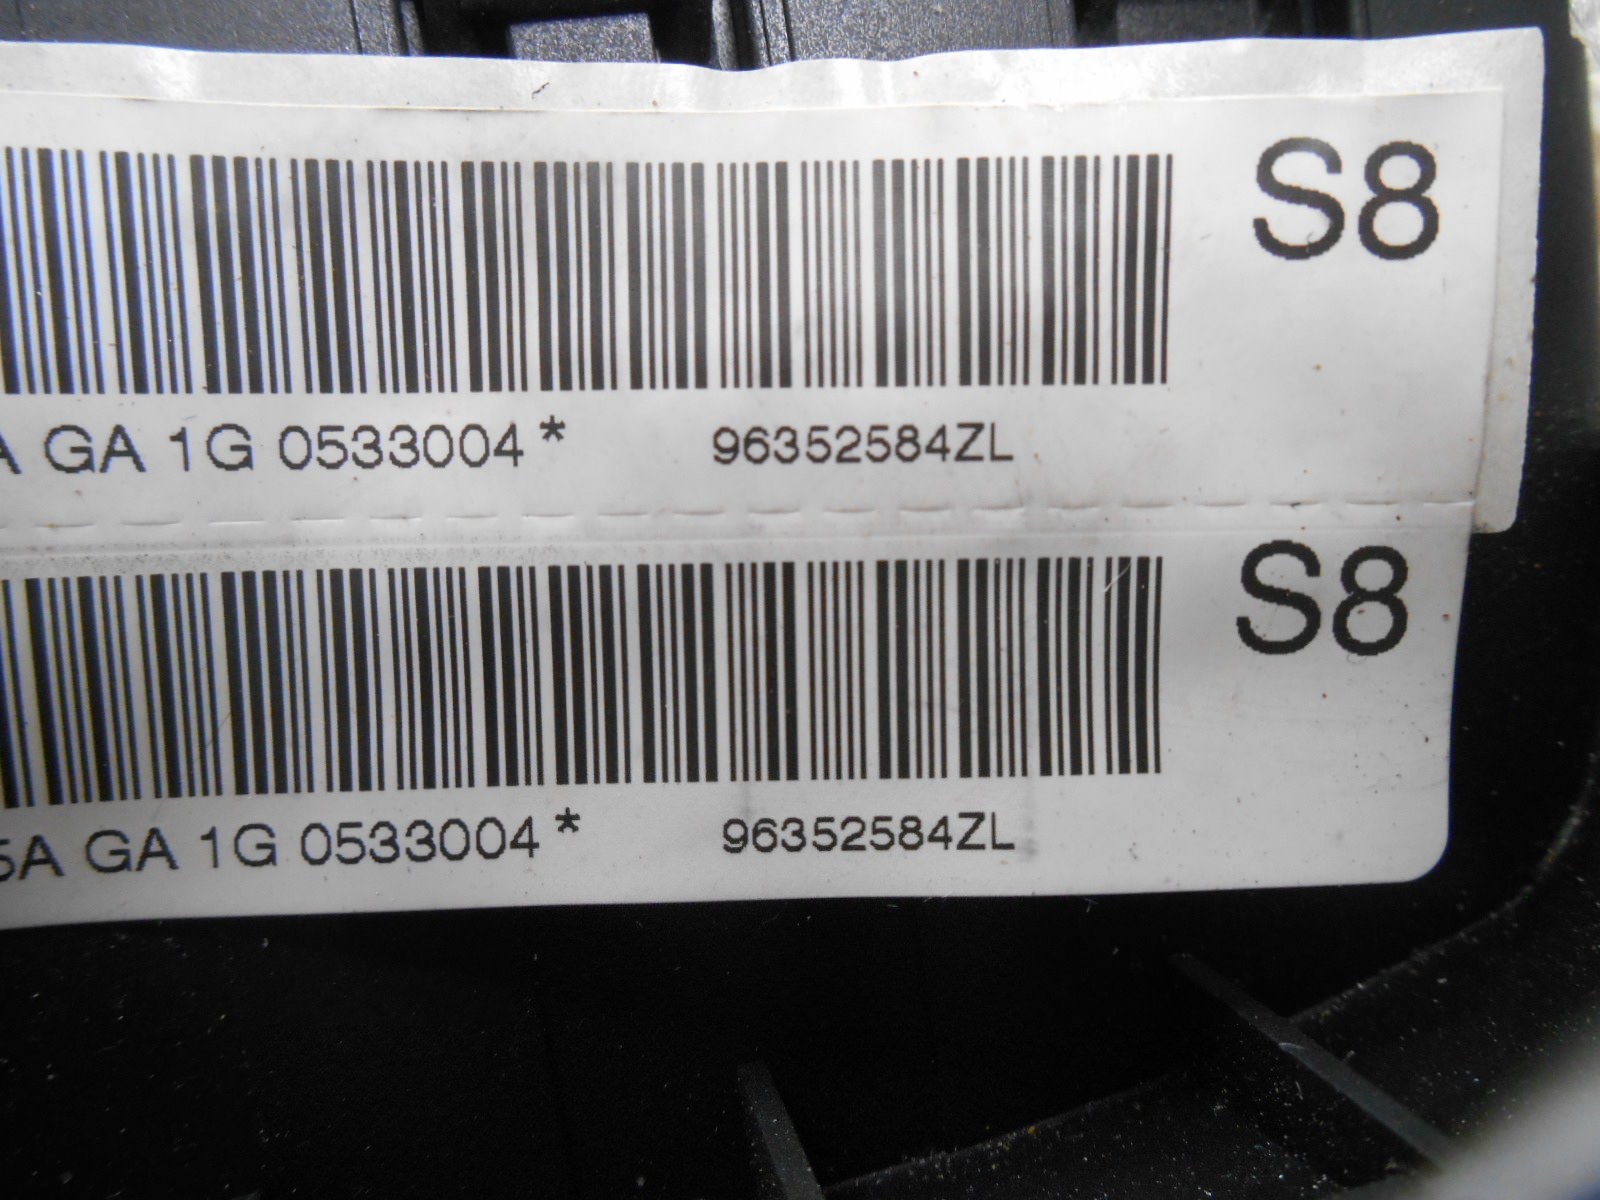 S8
A GA 1G 0533004* 96352584ZL
S8
5A GA 1G 0533004* 96352584ZL